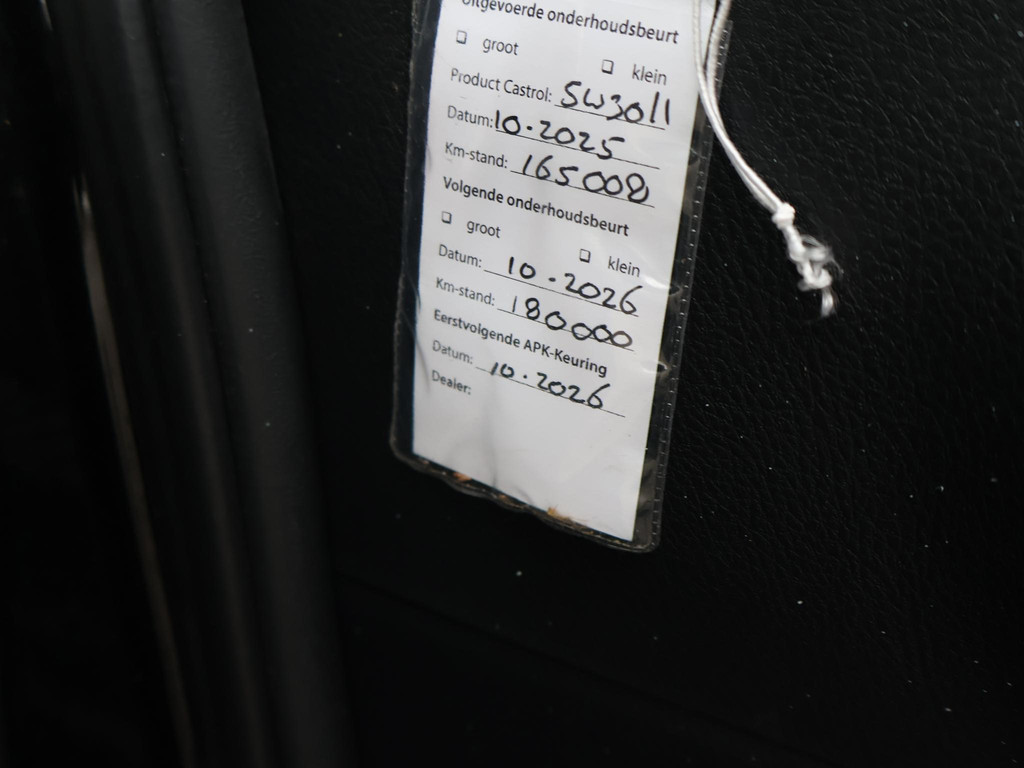 Uitgevoerde onderhoudsbeurt
groot klein
Product Castrol: 5W30ll
Datum: 10.2025
Km-stand: 165008
Volgende onderhoudsbeurt
groot klein
Datum: 10.2026
Km-stand: 180000
Eerstvolgende APK-Keuring
Datum: 10.2026
Dealer: